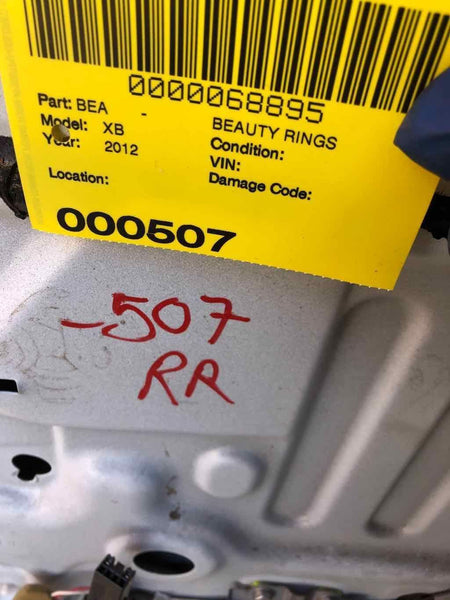 0000068895
Part: BEA - BEAUTY RINGS
Model: XB Condition:
Year: 2012 VIN:
Location: Damage Code:
000507
-507
RR